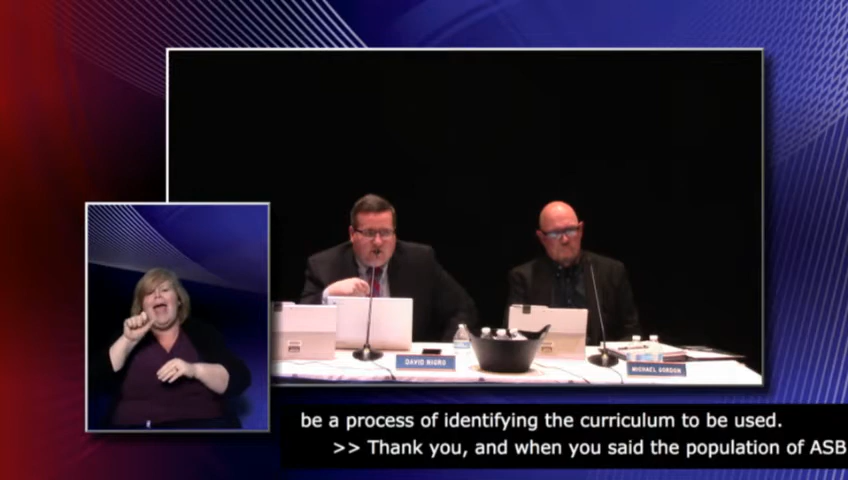 DAVID NIGRO
MICHAEL GORDON
be a process of identifying the curriculum to be used.
>> Thank you, and when you said the population of ASB